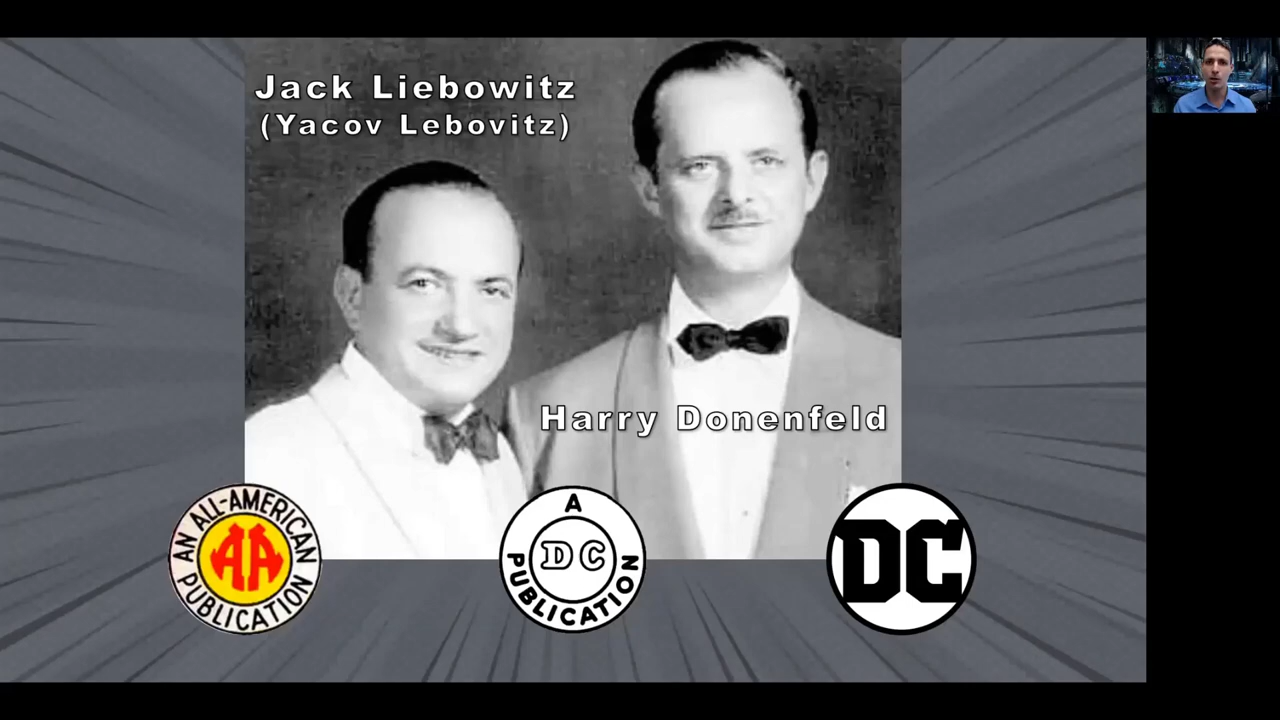 Jack Liebowitz
(Yacov Lebovitz)
Harry Donenfeld
AN ALL-AMERICAN
AA
PUBLICATION
A
DC
PUBLICATION
DC